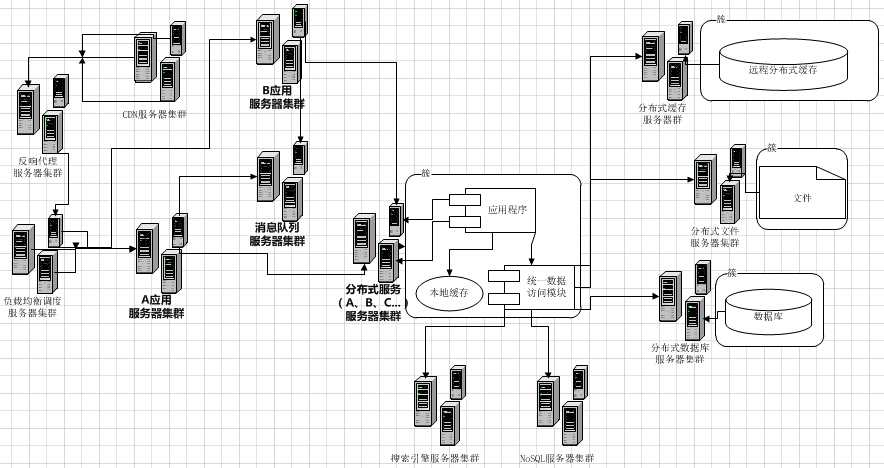 簇
远程分布式缓存
B应用
服务器集群
分布式缓存
服务器群
CDN服务器集群
反响代理
服务器集群
簇
文件
簇
应用程序
消息队列
服务器集群
分布式文件
服务器集群
簇
数据库
统一数据
访问模块
本地缓存
分布式服务
（A、B、C...）
服务器集群
A应用
服务器集群
负载均衡调度
服务器集群
分布式数据库
服务器集群
搜索引擎服务器集群
NoSQL服务器集群